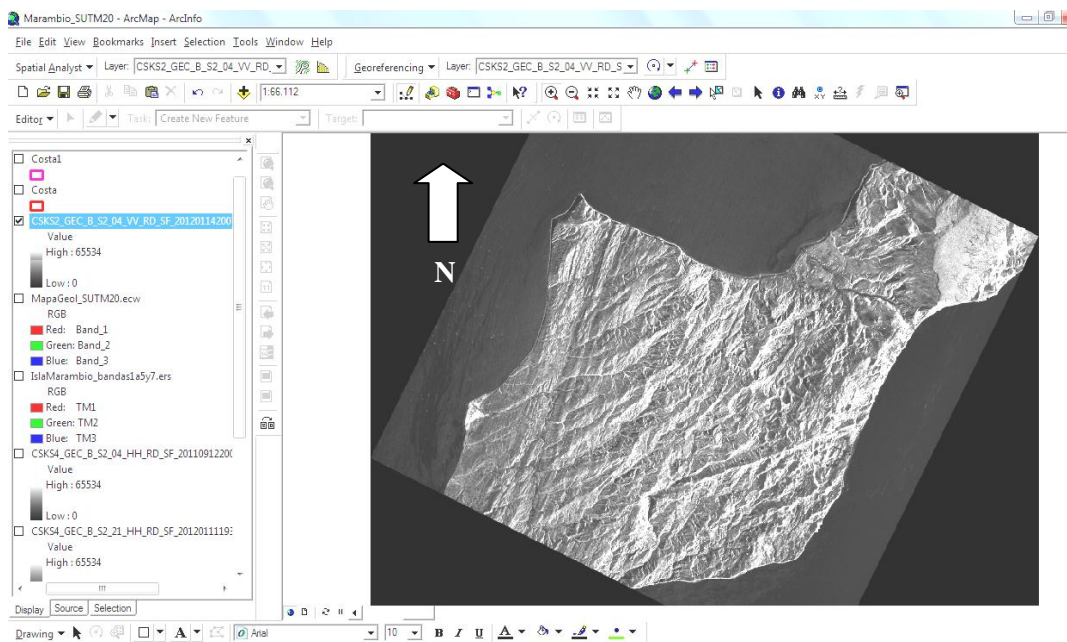 Marambio_SUTM20 - ArcMap - ArcInfo
File Edit View Bookmarks Insert Selection Tools Window Help
Spatial Analyst Layer: CSKS2_GEC_B_S2_04_VV_RD_ Georeferencing Layer: CSKS2_GEC_B_S2_04_VV_RD_S
1:66.112
Editor Task: Create New Feature Target:
Costa1
Costa
CSKS2_GEC_B_S2_04_VV_RD_SF_20120114200
Value
High : 65534
Low : 0
MapaGeol_SUTM20.ecw
RGB
Red: Band_1
Green: Band_2
Blue: Band_3
IslaMarambio_bandas1a5y7.ers
RGB
Red: TM1
Green: TM2
Blue: TM3
CSKS4_GEC_B_S2_04_HH_RD_SF_20110912200
Value
High : 65534
Low : 0
CSKS4_GEC_B_S2_21_HH_RD_SF_2012011119
Value
High : 65534
N
Display Source Selection
Drawing A Arial 10 B I U A